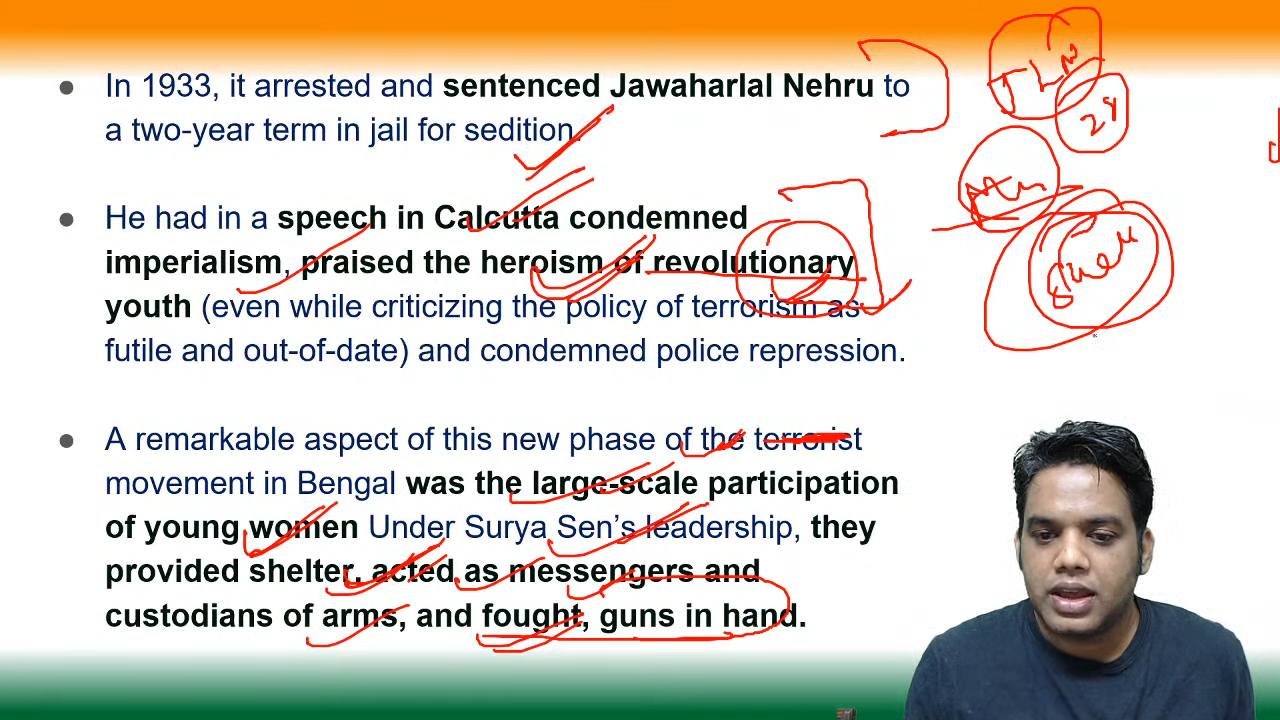 ● In 1933, it arrested and sentenced Jawaharlal Nehru to
a two-year term in jail for sedition.
● He had in a speech in Calcutta condemned
imperialism, praised the heroism of revolutionary
youth (even while criticizing the policy of terrorism as
futile and out-of-date) and condemned police repression.
● A remarkable aspect of this new phase of the terrorist
movement in Bengal was the large-scale participation
of young women Under Surya Sen’s leadership, they
provided shelter, acted as messengers and
custodians of arms, and fought, guns in hand.
JLN
2y